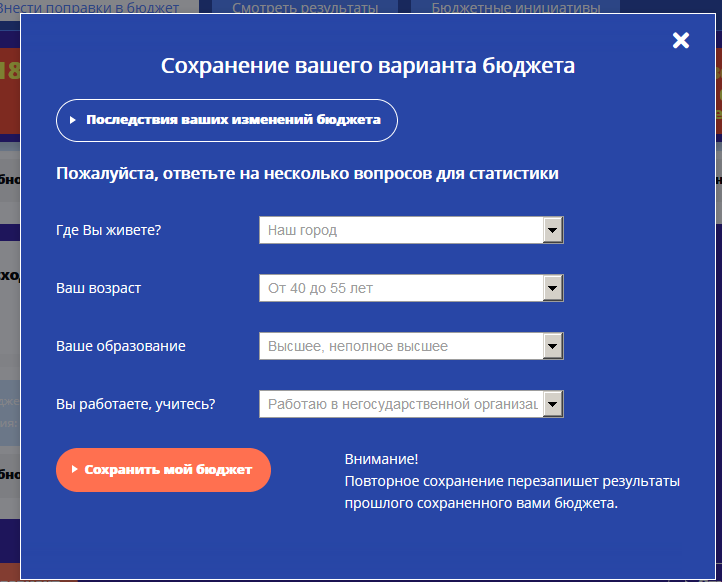 Внести поправки в бюджет
Смотреть результаты
Бюджетные инициативы
Сохранение вашего варианта бюджета
Последствия ваших изменений бюджета
Пожалуйста, ответьте на несколько вопросов для статистики
Где Вы живете?
Наш город
Ваш возраст
От 40 до 55 лет
Ваше образование
Высшее, неполное высшее
Вы работаете, учитесь?
Работаю в негосударственной организац
Сохранить мой бюджет
Внимание!
Повторное сохранение перезапишет результаты
прошлого сохраненного вами бюджета.